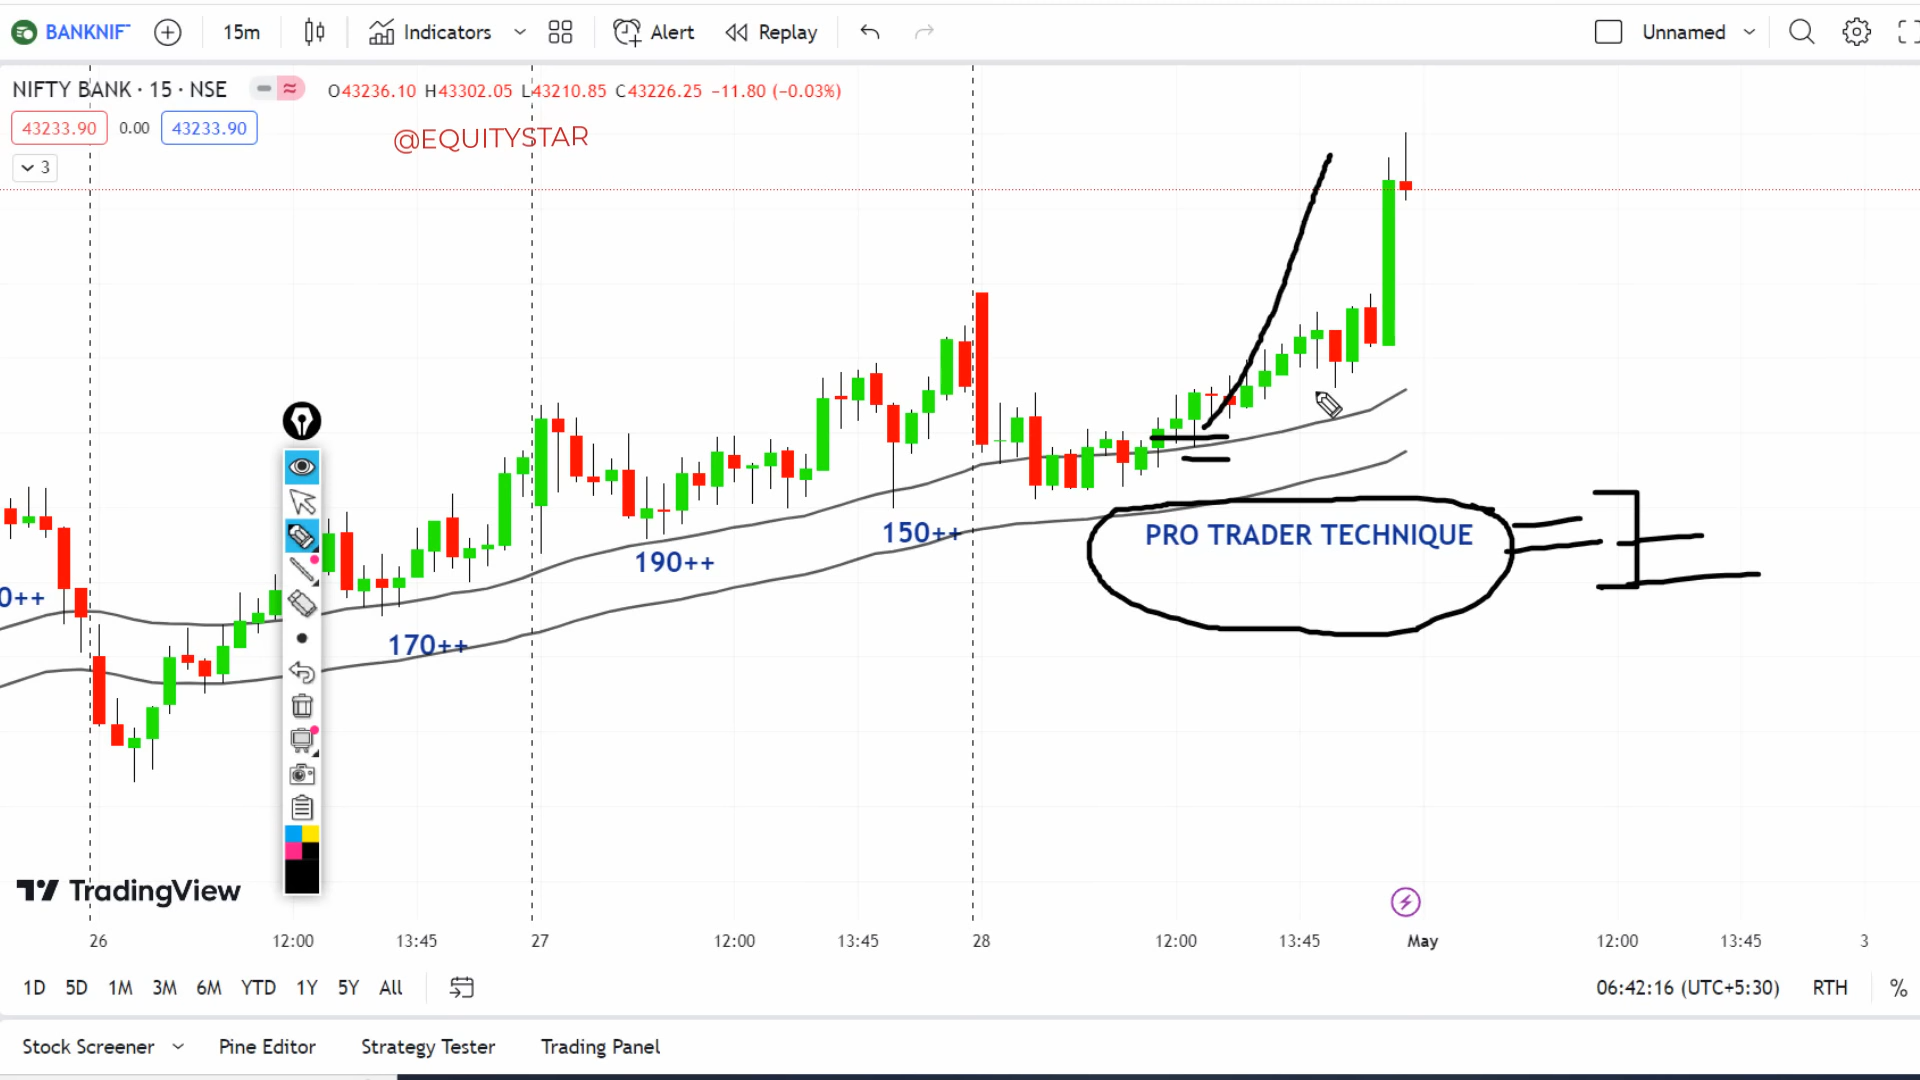 BANKNIFT 15m Indicators Alert Replay Unnamed
NIFTY BANK · 15 · NSE O43236.10 H43302.05 L43210.85 C43226.25 −11.80 (−0.03%)
43233.90 0.00 43233.90
@EQUITYSTAR
3
PRO TRADER TECHNIQUE
150++
190++
0++
170++
TradingView
26 12:00 13:45 27 12:00 13:45 28 12:00 13:45 May 12:00 13:45 3
1D 5D 1M 3M 6M YTD 1Y 5Y All 06:42:16 (UTC+5:30) RTH %
Stock Screener Pine Editor Strategy Tester Trading Panel